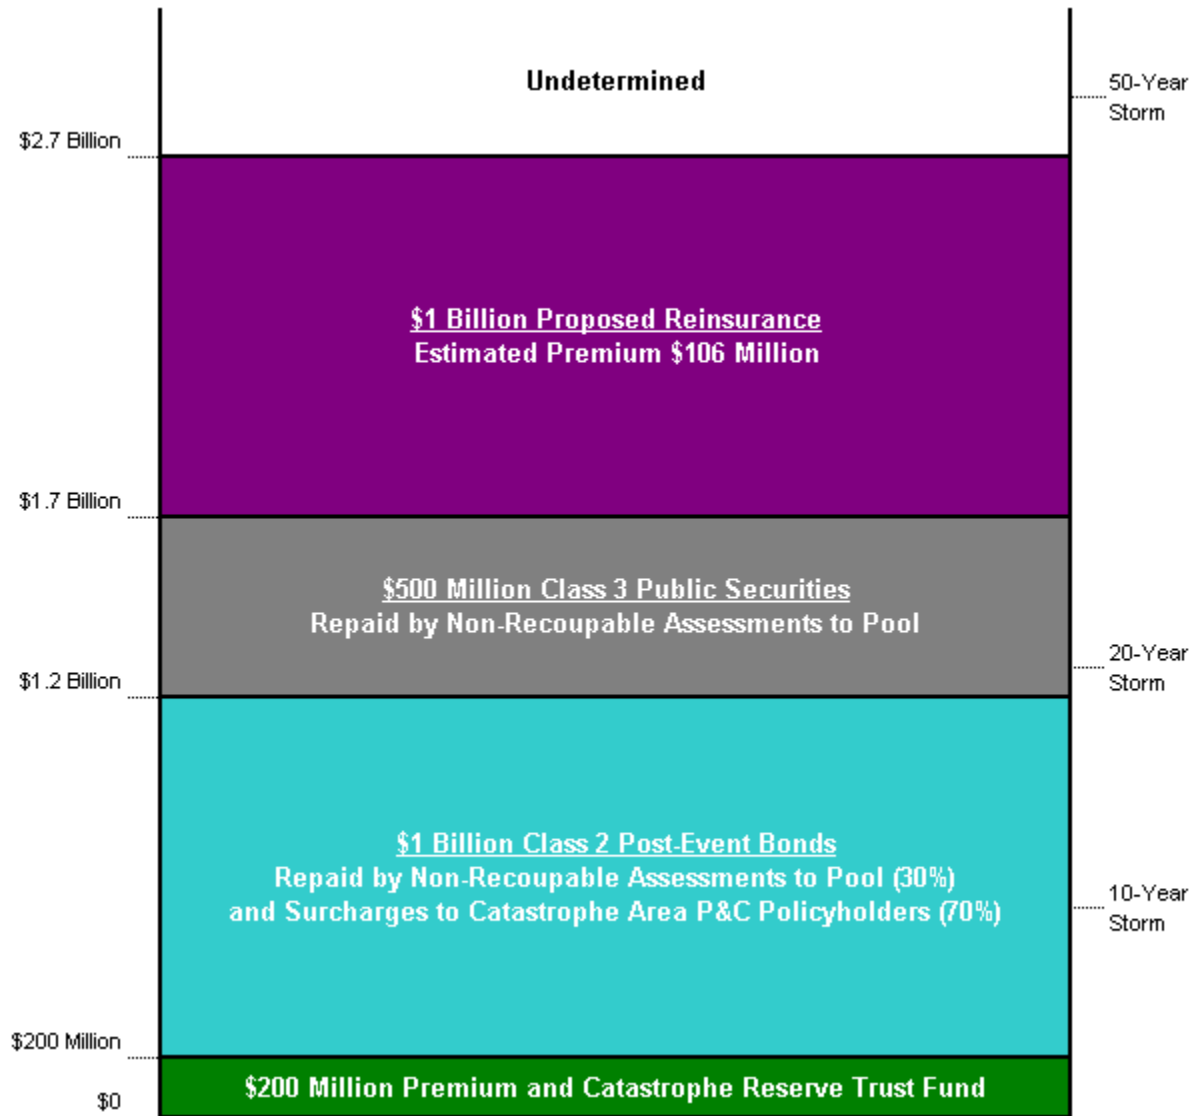 Undetermined
50-Year
Storm
$2.7 Billion
$1 Billion Proposed Reinsurance
Estimated Premium $106 Million
$1.7 Billion
$500 Million Class 3 Public Securities
Repaid by Non-Recoupable Assessments to Pool
20-Year
Storm
$1.2 Billion
$1 Billion Class 2 Post-Event Bonds
Repaid by Non-Recoupable Assessments to Pool (30%)
and Surcharges to Catastrophe Area P&C Policyholders (70%)
10-Year
Storm
$200 Million
$200 Million Premium and Catastrophe Reserve Trust Fund
$0